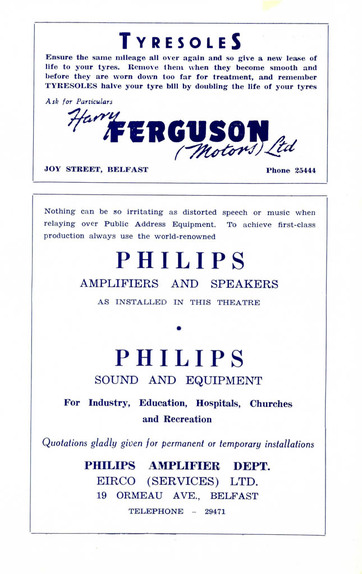 TYRESOLES
Ensure the same mileage all over again and so give a new lease of
life to your tyres. Remove them when they become smooth and
before they are worn down too far for treatment, and remember
TYRESOLES halve your tyre bill by doubling the life of your tyres
Ask for Particulars
Harry
FERGUSON
(Motors) Ltd
JOY STREET, BELFAST Phone 25444
Nothing can be so irritating as distorted speech or music when
relaying over Public Address Equipment. To achieve first-class
production always use the world-renowned
PHILIPS
AMPLIFIERS AND SPEAKERS
AS INSTALLED IN THIS THEATRE
•
PHILIPS
SOUND AND EQUIPMENT
For Industry, Education, Hospitals, Churches
and Recreation
Quotations gladly given for permanent or temporary installations
PHILIPS AMPLIFIER DEPT.
EIRCO (SERVICES) LTD.
19 ORMEAU AVE., BELFAST
TELEPHONE – 29471